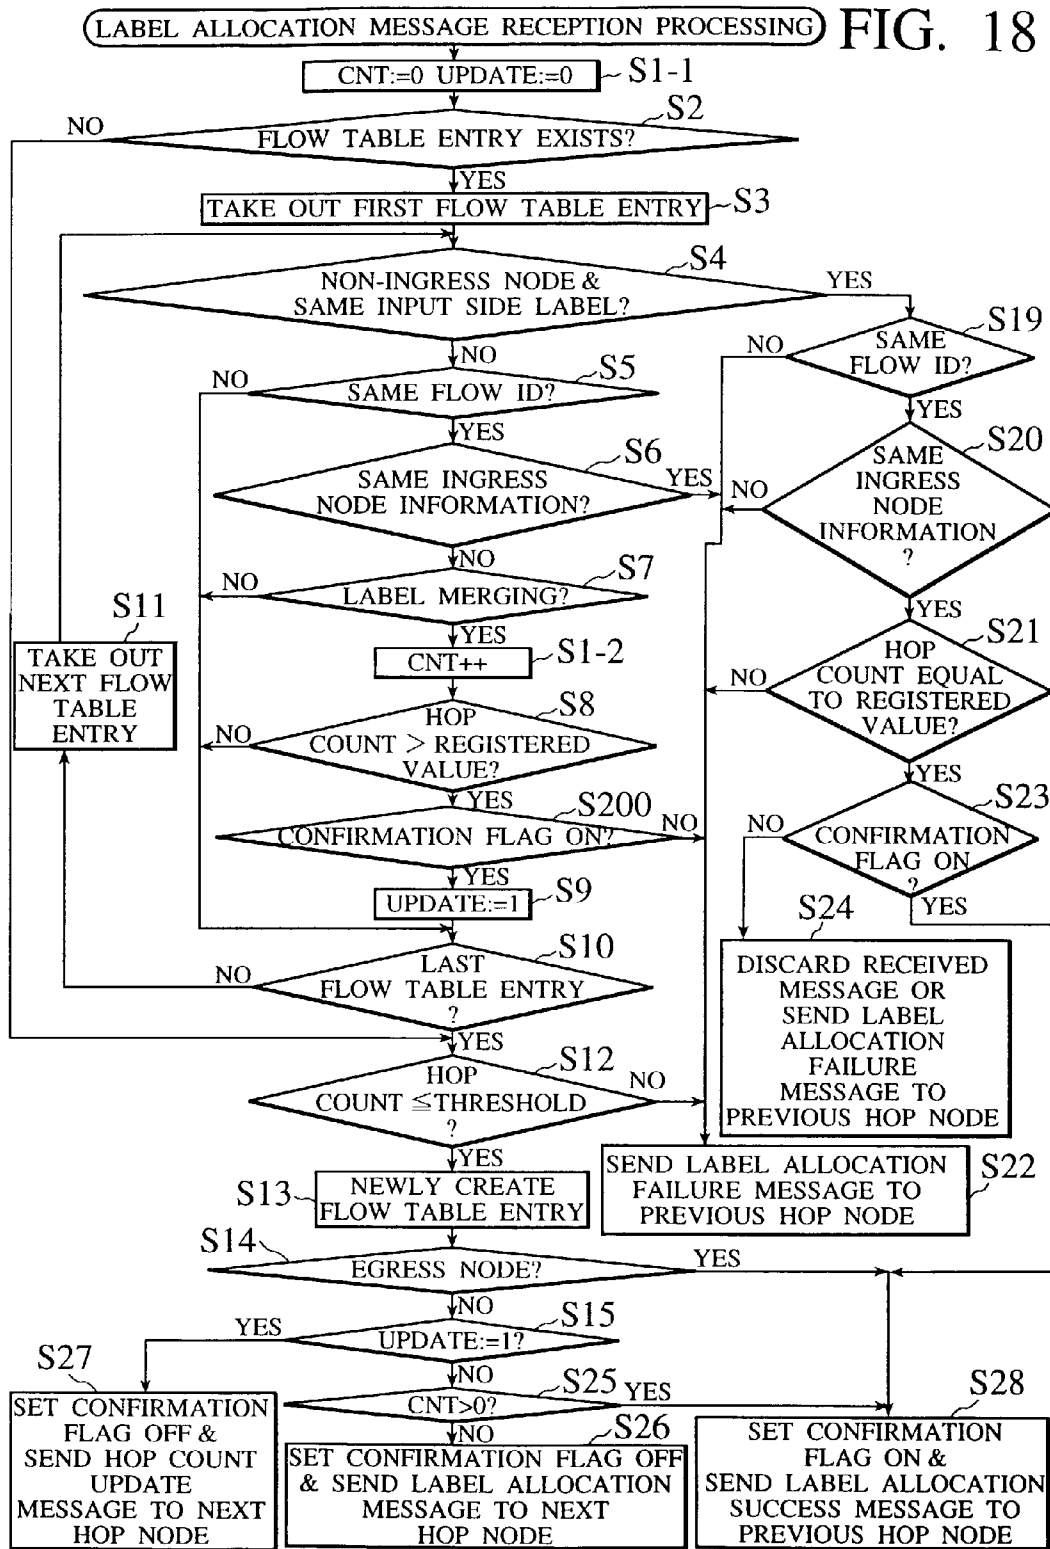 LABEL ALLOCATION MESSAGE RECEPTION PROCESSING
FIG. 18
CNT:=0 UPDATE:=0
S1-1
S2
NO
FLOW TABLE ENTRY EXISTS?
YES
TAKE OUT FIRST FLOW TABLE ENTRY
S3
S4
NON-INGRESS NODE &
SAME INPUT SIDE LABEL?
YES
NO
S19
NO
SAME
FLOW ID?
YES
S5
NO
SAME FLOW ID?
YES
S6
SAME INGRESS
NODE INFORMATION?
YES
NO
S20
NO
SAME
INGRESS
NODE
INFORMATION
?
YES
S7
NO
LABEL MERGING?
YES
S11
TAKE OUT
NEXT FLOW
TABLE
ENTRY
CNT++
S1-2
S21
NO
HOP
COUNT EQUAL
TO REGISTERED
VALUE?
YES
S8
NO
HOP
COUNT > REGISTERED
VALUE?
YES
S200
CONFIRMATION FLAG ON?
NO
YES
S23
NO
CONFIRMATION
FLAG ON
?
YES
UPDATE:=1
S9
S10
NO
LAST
FLOW TABLE ENTRY
?
YES
S24
DISCARD RECEIVED
MESSAGE OR
SEND LABEL
ALLOCATION
FAILURE
MESSAGE TO
PREVIOUS HOP NODE
S12
HOP
COUNT ≦ THRESHOLD
?
NO
YES
S13
NEWLY CREATE
FLOW TABLE ENTRY
SEND LABEL ALLOCATION
FAILURE MESSAGE TO
PREVIOUS HOP NODE
S22
S14
EGRESS NODE?
YES
NO
S15
YES
UPDATE:=1?
NO
S25
CNT>0?
YES
NO
S27
SET CONFIRMATION
FLAG OFF &
SEND HOP COUNT
UPDATE
MESSAGE TO NEXT
HOP NODE
S26
SET CONFIRMATION FLAG OFF
& SEND LABEL ALLOCATION
MESSAGE TO NEXT
HOP NODE
S28
SET CONFIRMATION
FLAG ON &
SEND LABEL ALLOCATION
SUCCESS MESSAGE TO
PREVIOUS HOP NODE